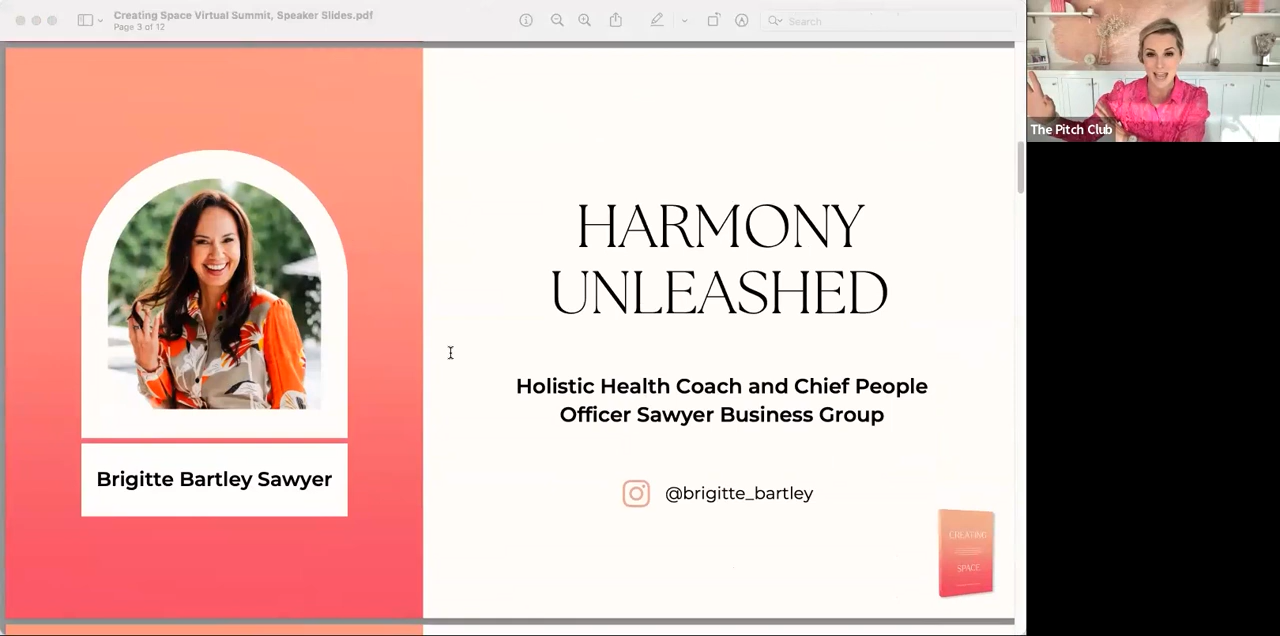 Creating Space Virtual Summit, Speaker Slides.pdf
Page 3 of 12
Search
The Pitch Club
HARMONY
UNLEASHED
Holistic Health Coach and Chief People
Officer Sawyer Business Group
Brigitte Bartley Sawyer
@brigitte_bartley
CREATING
SPACE